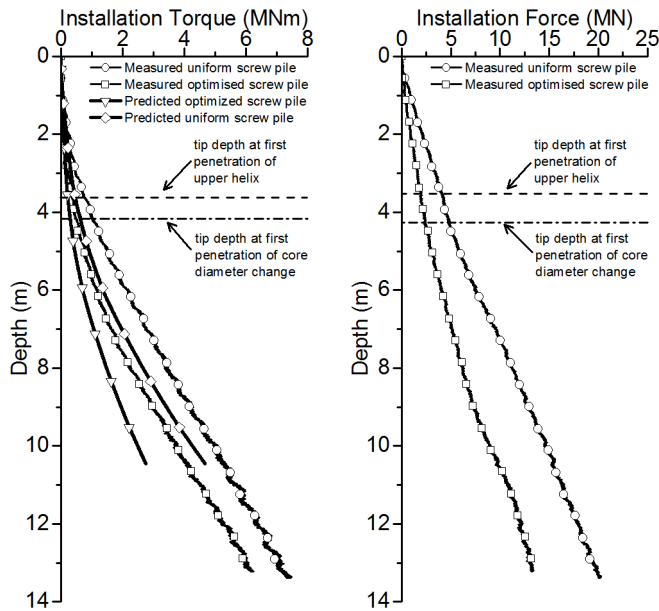 Installation Torque (MNm)
0 2 4 6 8
Measured uniform screw pile
Measured optimised screw pile
Predicted optimized screw pile
Predicted uniform screw pile
tip depth at first
penetration of
upper helix
tip depth at first
penetration of core
diameter change
Depth (m)
0
2
4
6
8
10
12
14
Installation Force (MN)
0 5 10 15 20 25
Measured uniform screw pile
Measured optimised screw pile
tip depth at first
penetration of
upper helix
tip depth at first
penetration of core
diameter change
Depth (m)
0
2
4
6
8
10
12
14